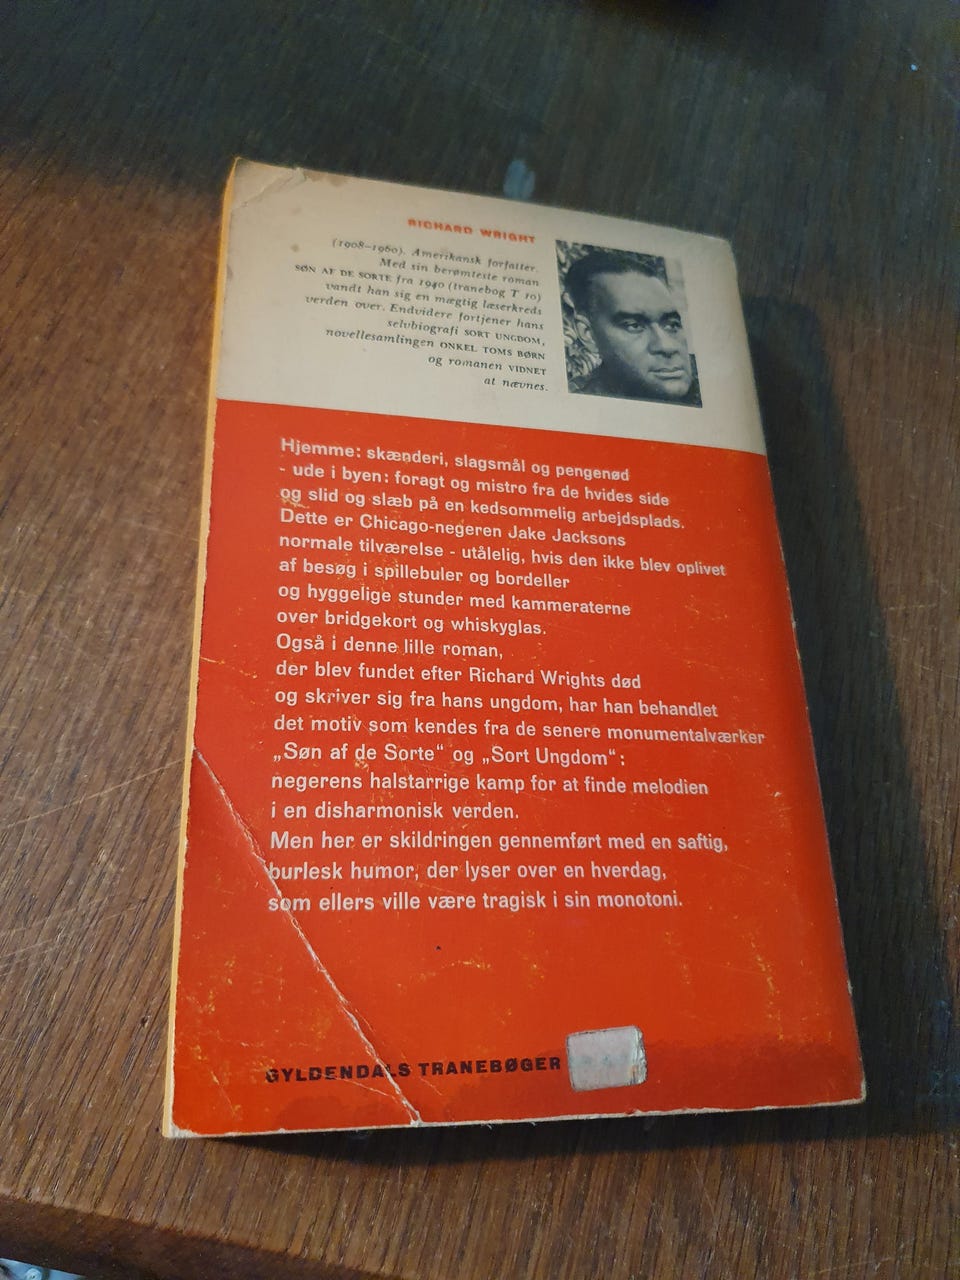 RICHARD WRIGHT
(1908–1960). Amerikansk forfatter.
Med sin berømteste roman
SØN AF DE SORTE fra 1940 (tranebog T 10)
vandt han sig en mægtig læserkreds
verden over. Endvidere fortjener hans
selvbiografi SORT UNGDOM,
novellesamlingen ONKEL TOMS BØRN
og romanen VIDNET
at nævnes.
Hjemme: skænderi, slagsmål og pengenød
- ude i byen: foragt og mistro fra de hvides side
og slid og slæb på en kedsommelig arbejdsplads.
Dette er Chicago-negeren Jake Jacksons
normale tilværelse - utålelig, hvis den ikke blev oplivet
af besøg i spillebuler og bordeller
og hyggelige stunder med kammeraterne
over bridgekort og whiskyglas.
Også i denne lille roman,
der blev fundet efter Richard Wrights død
og skriver sig fra hans ungdom, har han behandlet
det motiv som kendes fra de senere monumentalværker
„Søn af de Sorte“ og „Sort Ungdom“:
negerens halstarrige kamp for at finde melodien
i en disharmonisk verden.
Men her er skildringen gennemført med en saftig,
burlesk humor, der lyser over en hverdag,
som ellers ville være tragisk i sin monotoni.
GYLDENDALS TRANEBØGER